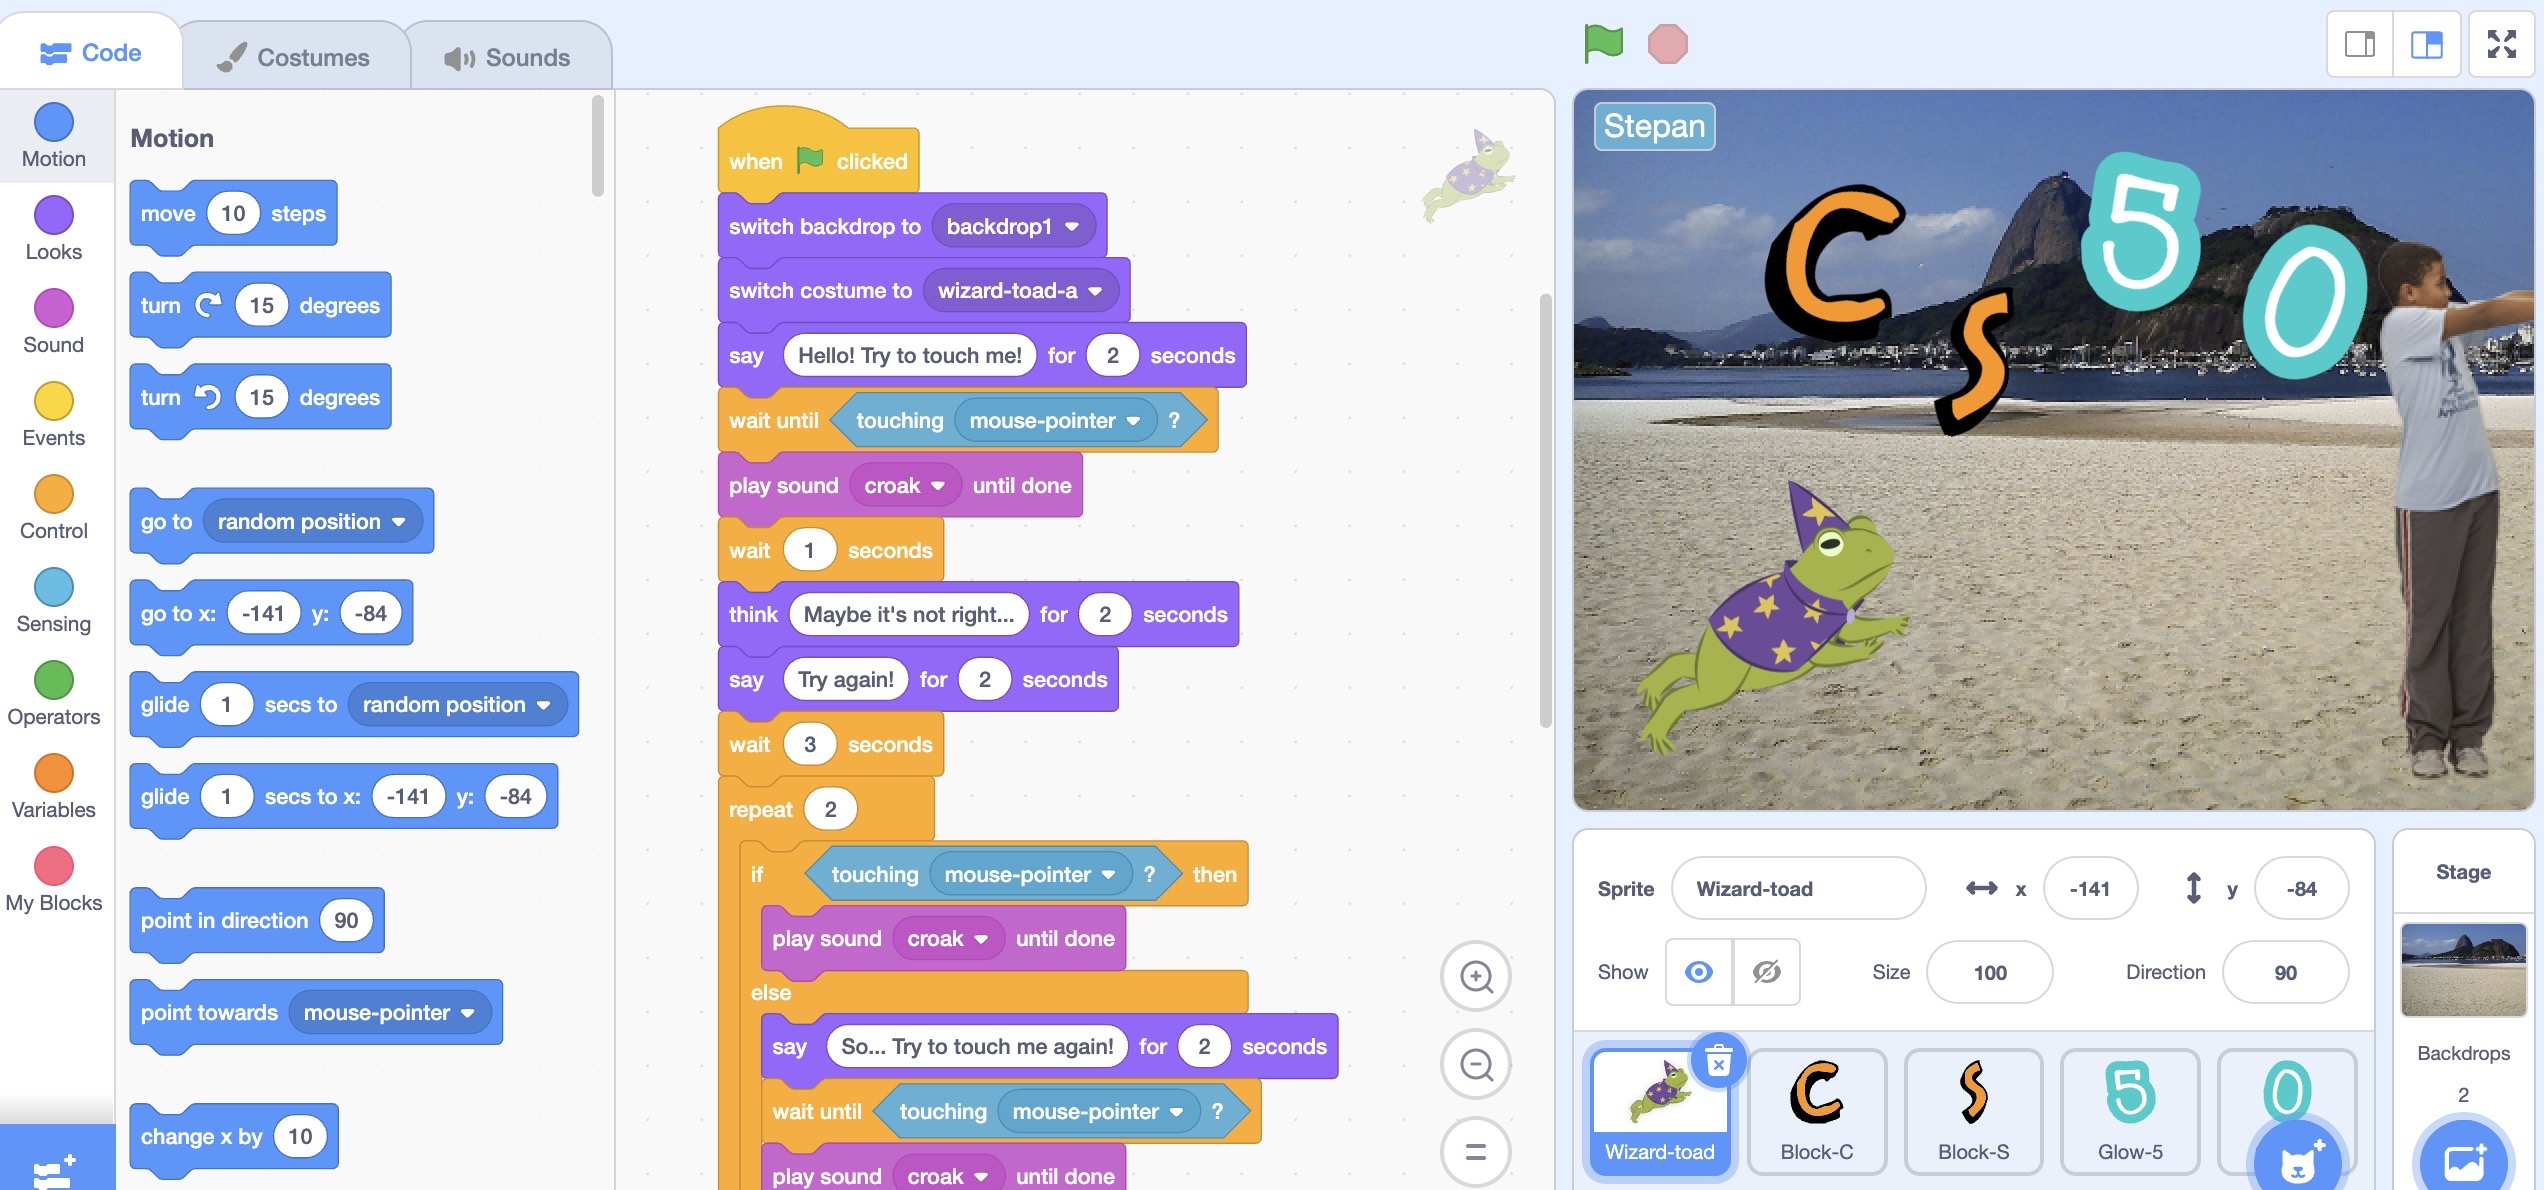 Code
Costumes
Sounds
Motion
Looks
Sound
Events
Control
Sensing
Operators
Variables
My Blocks
Motion
move 10 steps
turn 15 degrees
turn 15 degrees
go to random position
go to x: -141 y: -84
glide 1 secs to random position
glide 1 secs to x: -141 y: -84
point in direction 90
point towards mouse-pointer
change x by 10
when clicked
switch backdrop to backdrop1
switch costume to wizard-toad-a
say Hello! Try to touch me! for 2 seconds
wait until touching mouse-pointer ?
play sound croak until done
wait 1 seconds
think Maybe it's not right... for 2 seconds
say Try again! for 2 seconds
wait 3 seconds
repeat 2
if touching mouse-pointer ? then
play sound croak until done
else
say So... Try to touch me again! for 2 seconds
wait until touching mouse-pointer ?
play sound croak until done
Stepan
C S 5 0
Sprite Wizard-toad x -141 y -84
Show Size 100 Direction 90
Wizard-toad
C
Block-C
S
Block-S
5
Glow-5
0
Stage
Backdrops
2